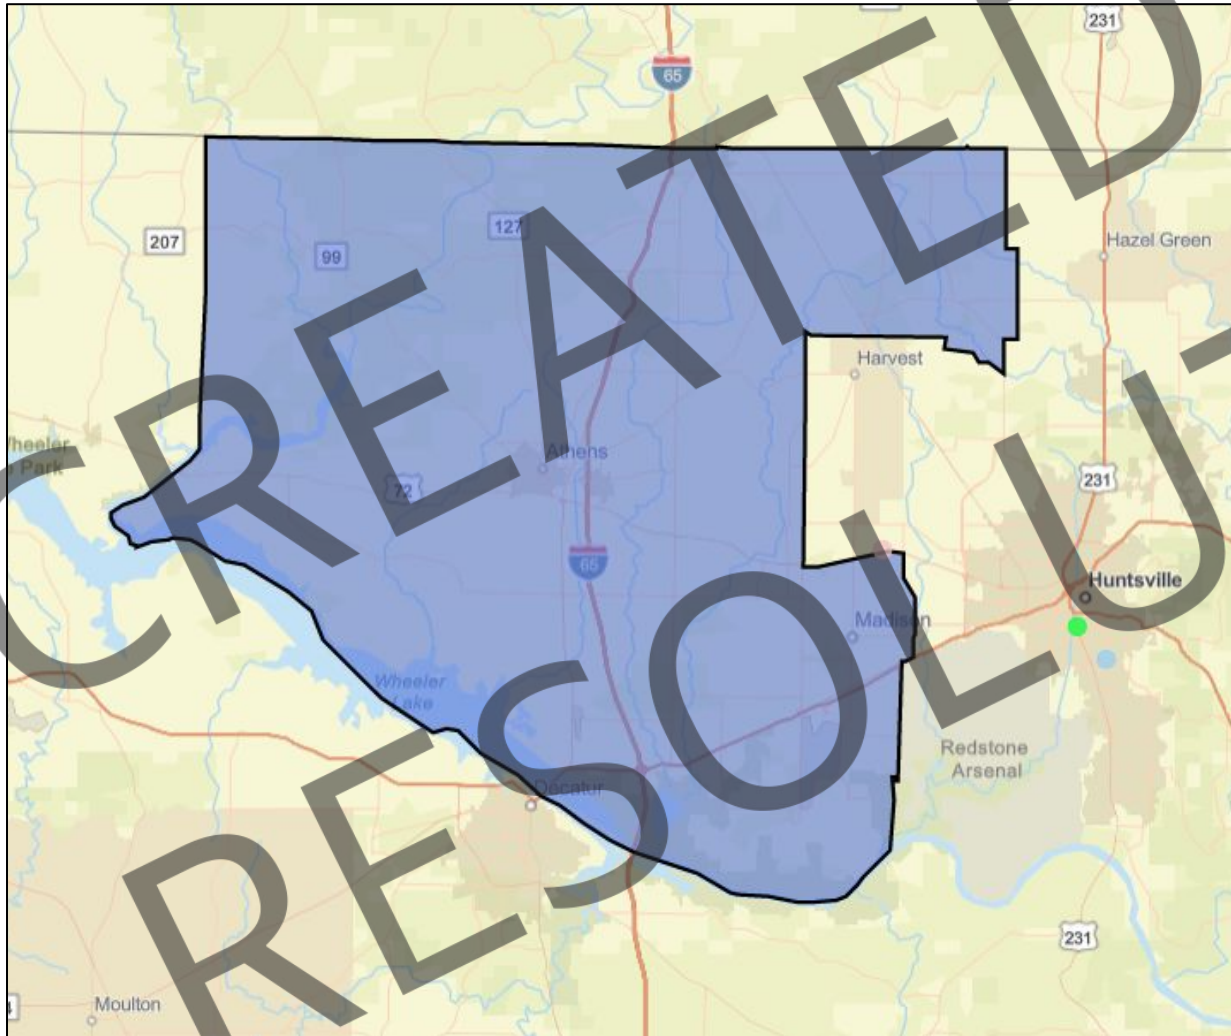 231
65
207
99
127
Hazel Green
Harvest
Wheeler
Park
Athens
72
231
65
Huntsville
Madison
Wheeler
Lake
Redstone
Arsenal
Decatur
231
Moulton
CREATED
RESOLUT